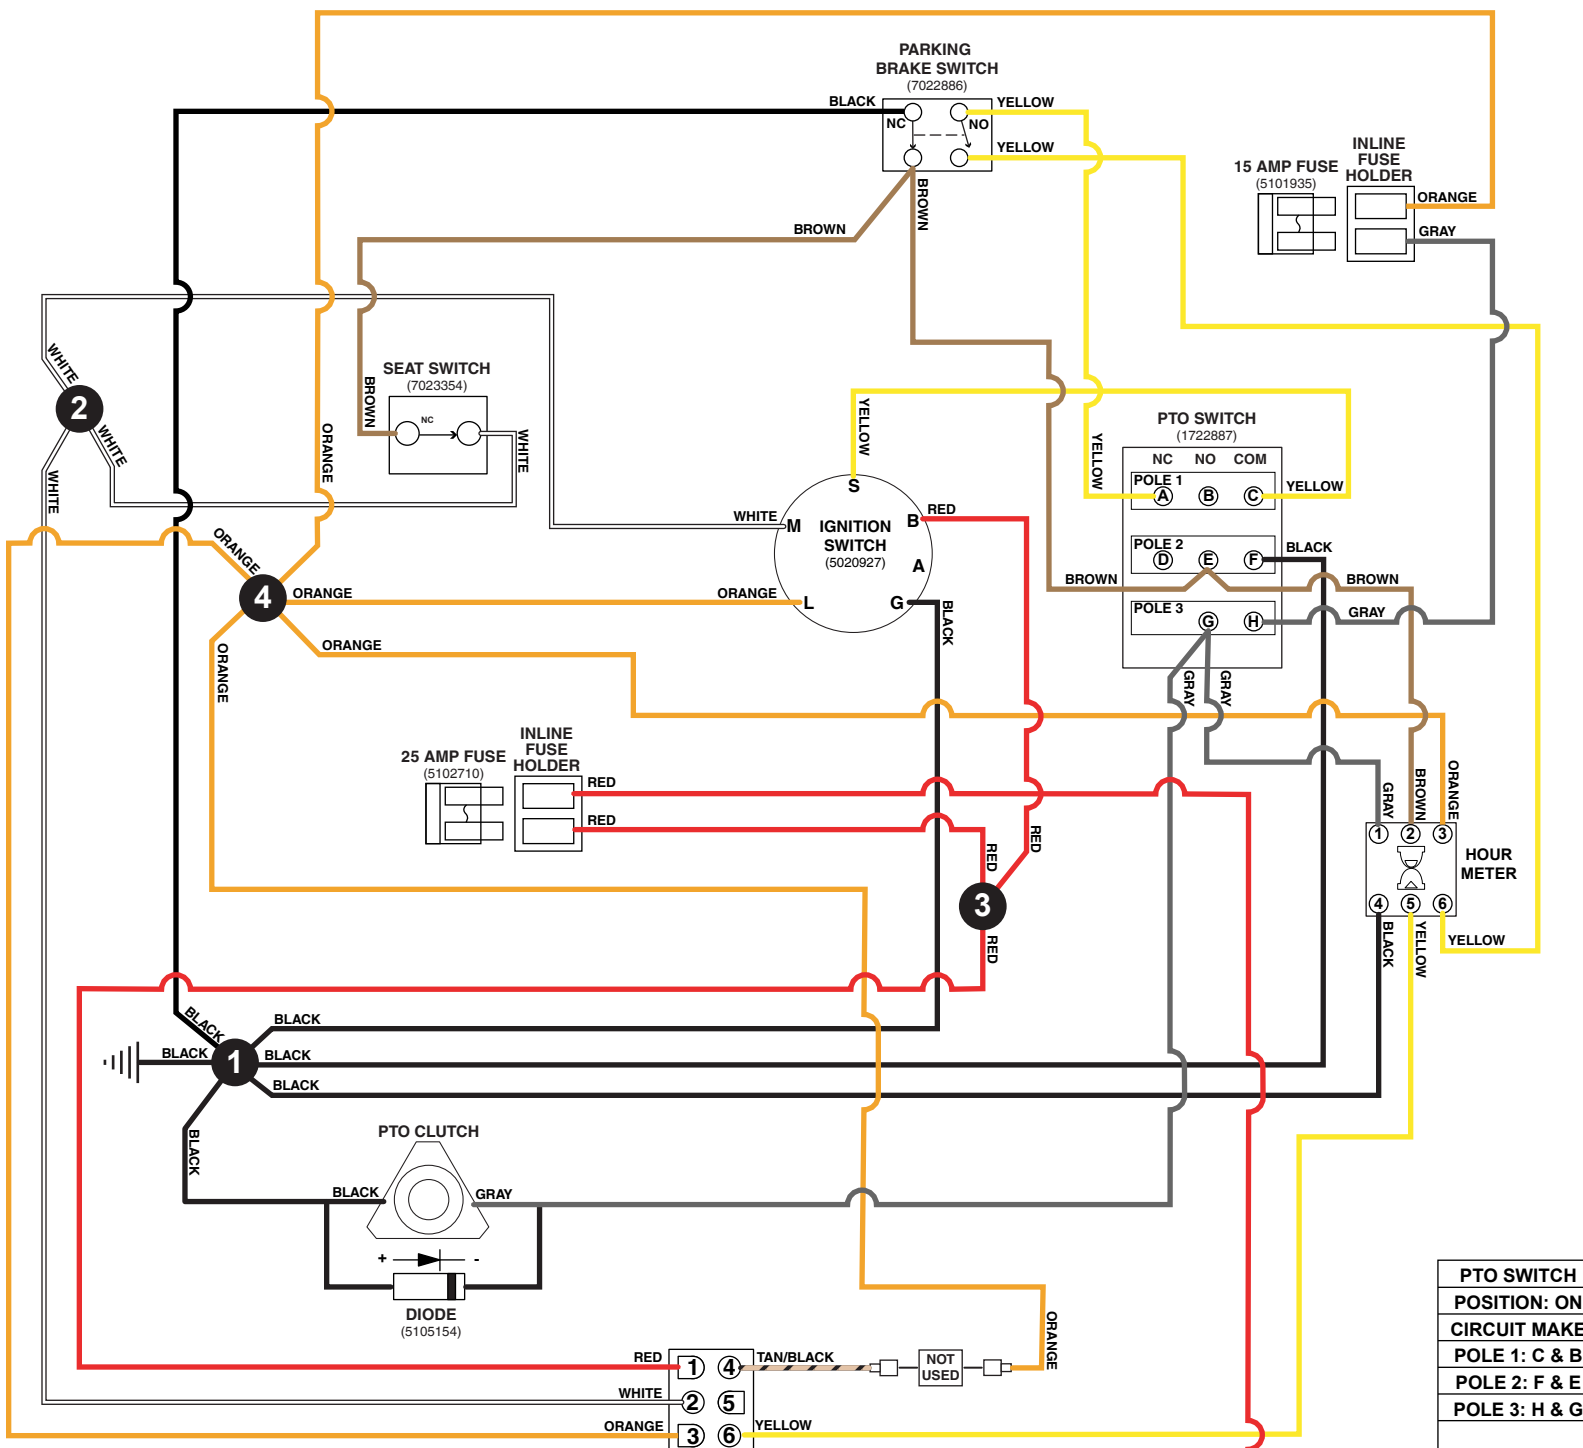 PARKING
BRAKE SWITCH
(7022886)
BLACK
YELLOW
NC
NO
YELLOW
BROWN
BROWN
15 AMP FUSE
(5101935)
INLINE
FUSE
HOLDER
ORANGE
GRAY
WHITE
2
WHITE
WHITE
SEAT SWITCH
(7023354)
NC
BROWN
WHITE
ORANGE
YELLOW
PTO SWITCH
(1722887)
NC NO COM
POLE 1
A B C
YELLOW
YELLOW
POLE 2
D E F
BLACK
BROWN
BROWN
POLE 3
G H
GRAY
GRAY
GRAY
S
WHITE
M
IGNITION
SWITCH
(5020927)
B
RED
A
L
G
BLACK
ORANGE
4
ORANGE
ORANGE
ORANGE
ORANGE
25 AMP FUSE
(5102710)
INLINE
FUSE
HOLDER
RED
RED
RED
RED
3
RED
GRAY
BROWN
ORANGE
1 2 3
HOUR
METER
4 5 6
BLACK
YELLOW
YELLOW
BLACK
BLACK
BLACK
1
BLACK
BLACK
BLACK
PTO CLUTCH
BLACK
GRAY
+ -
DIODE
(5105154)
RED
1 4
TAN/BLACK
NOT
USED
ORANGE
WHITE
2 5
ORANGE
3 6
YELLOW
PTO SWITCH
POSITION: ON
CIRCUIT MAKE
POLE 1: C & B
POLE 2: F & E
POLE 3: H & G